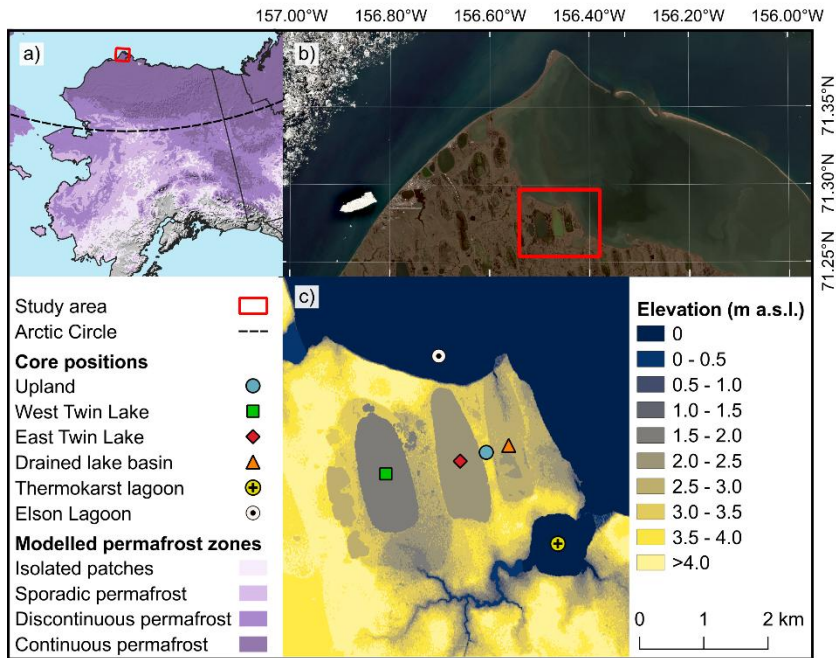 157.00°W 156.80°W 156.60°W 156.40°W 156.20°W 156.00°W
a)
b)
71.35°N
71.30°N
71.25°N
Study area
Arctic Circle
Core positions
Upland
West Twin Lake
East Twin Lake
Drained lake basin
Thermokarst lagoon
Elson Lagoon
Modelled permafrost zones
Isolated patches
Sporadic permafrost
Discontinuous permafrost
Continuous permafrost
c)
Elevation (m a.s.l.)
0
0 - 0.5
0.5 - 1.0
1.0 - 1.5
1.5 - 2.0
2.0 - 2.5
2.5 - 3.0
3.0 - 3.5
3.5 - 4.0
>4.0
0 1 2 km